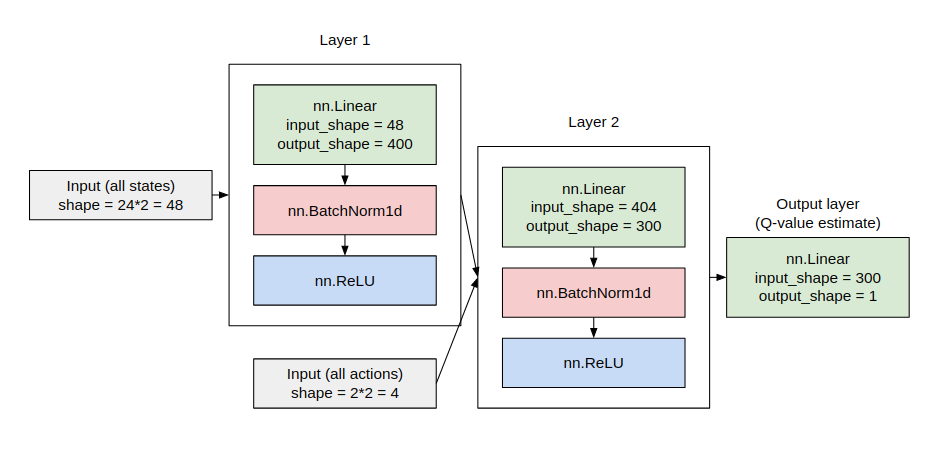 Layer 1
nn.Linear
input_shape = 48
output_shape = 400
nn.BatchNorm1d
nn.ReLU
Input (all states)
shape = 24*2 = 48
Input (all actions)
shape = 2*2 = 4
Layer 2
nn.Linear
input_shape = 404
output_shape = 300
nn.BatchNorm1d
nn.ReLU
Output layer
(Q-value estimate)
nn.Linear
input_shape = 300
output_shape = 1